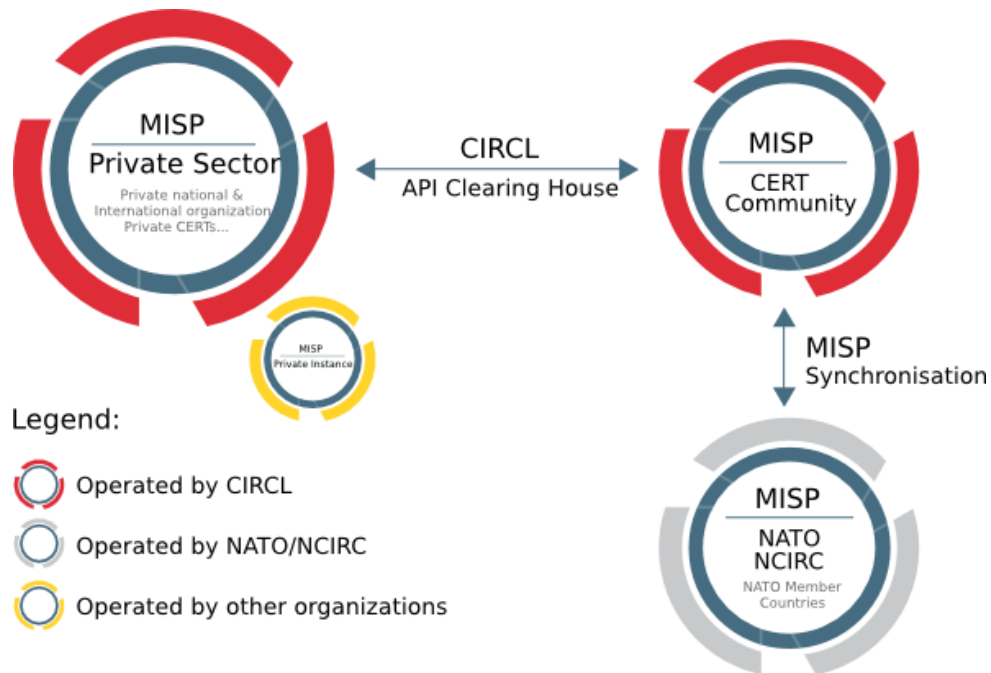 MISP
Private Sector
Private national &
International organization
Private CERTs...
CIRCL
API Clearing House
MISP
CERT
Community
MISP
Private Instance
MISP
Synchronisation
MISP
NATO
NCIRC
NATO Member
Countries
Legend:
Operated by CIRCL
Operated by NATO/NCIRC
Operated by other organizations